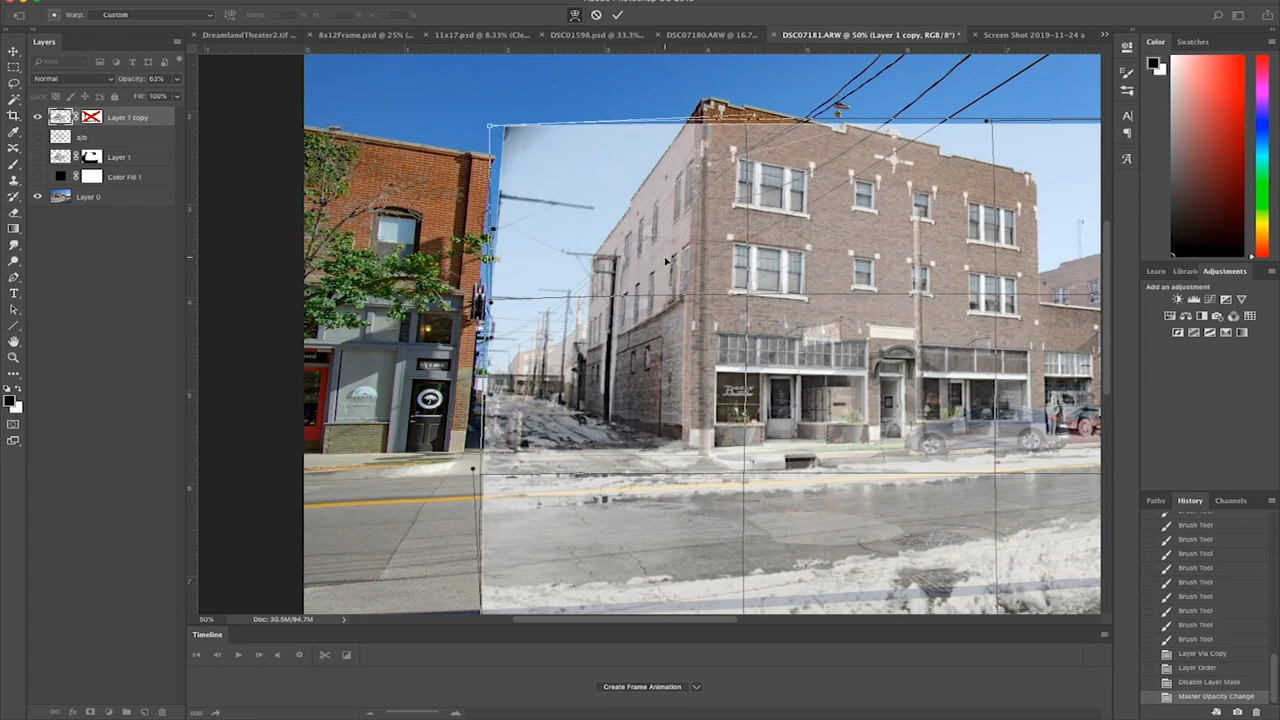 Warp: Custom
DreamlandTheater2.tif
8x12Frame.psd @ 25% (
11x17.psd @ 8.33% (Cle...
DSC01598.psd @ 33.3%...
DSC07180.ARW @ 16.7...
DSC07181.ARW @ 50% (Layer 1 copy, RGB/8*) *
Screen Shot 2019-11-24 a
Layers
Kind
Normal
Opacity: 63%
Lock:
Fill: 100%
Layer 1 copy
Layer 1
Color Fill 1
Layer 0
Color
Swatches
Learn
Librari
Adjustments
Add an adjustment
Paths
History
Channels
Brush Tool
Brush Tool
Brush Tool
Brush Tool
Brush Tool
Brush Tool
Brush Tool
Brush Tool
Brush Tool
Layer Via Copy
Layer Order
Disable Layer Mask
Master Opacity Change
50%
Doc: 30.5M/94.7M
Timeline
Create Frame Animation